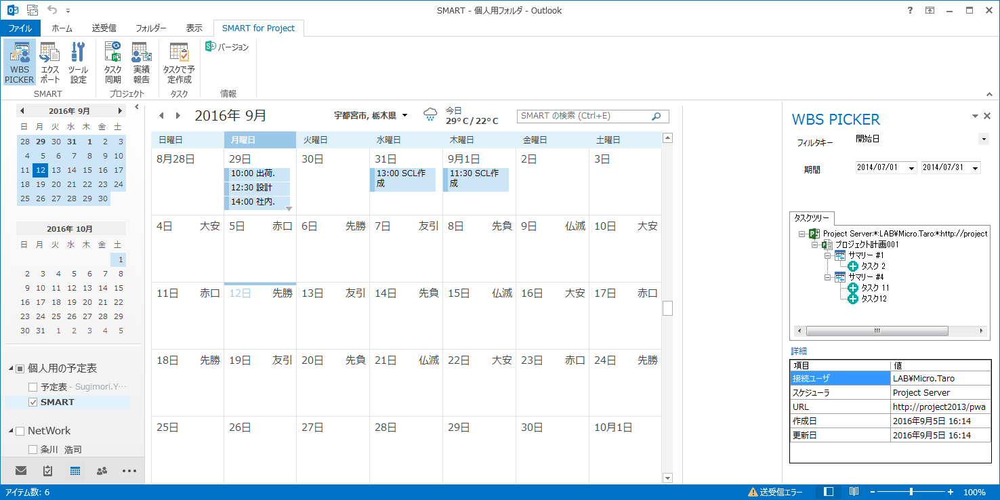 SMART - 個人用フォルダ - Outlook
ファイル ホーム 送受信 フォルダー 表示 SMART for Project
WBS PICKER エクスポート ツール設定 タスク同期 実績報告 タスクで予定作成 バージョン
SMART プロジェクト タスク 情報
2016年 9月
日 月 火 水 木 金 土
28 29 30 31 1 2 3
4 5 6 7 8 9 10
11 12 13 14 15 16 17
18 19 20 21 22 23 24
25 26 27 28 29 30
2016年 10月
日 月 火 水 木 金 土
1
2 3 4 5 6 7 8
9 10 11 12 13 14 15
16 17 18 19 20 21 22
23 24 25 26 27 28 29
30 31 1 2 3 4 5
個人用の予定表
予定表 - Sugimori.Y…
SMART
NetWork
粂川 浩司
2016年 9月 宇都宮市, 栃木県 今日 29° C / 22° C SMART の検索 (Ctrl+E)
日曜日 月曜日 火曜日 水曜日 木曜日 金曜日 土曜日
8月28日 29日 30日 31日 9月1日 2日 3日
10:00 出荷.
12:30 設計
14:00 社内.
13:00 SCL作成
11:30 SCL作成
4日 大安 5日 赤口 6日 先勝 7日 友引 8日 先負 9日 仏滅 10日 大安
11日 赤口 12日 先勝 13日 友引 14日 先負 15日 仏滅 16日 大安 17日 赤口
18日 先勝 19日 友引 20日 先負 21日 仏滅 22日 大安 23日 赤口 24日 先勝
25日 26日 27日 28日 29日 30日 10月1日
WBS PICKER
フィルタキー 開始日
期間 2014/07/01 2014/07/31
タスクツリー
Project Server:*:LAB¥Micro.Taro:*:http://project
プロジェクト計画001
サマリー #1
タスク 2
サマリー #4
タスク 11
タスク12
詳細
項目 値
接続ユーザ LAB¥Micro.Taro
スケジューラ Project Server
URL http://project2013/pwa
作成日 2016年9月5日 16:14
更新日 2016年9月5日 16:14
アイテム数: 6 送受信エラー 100%